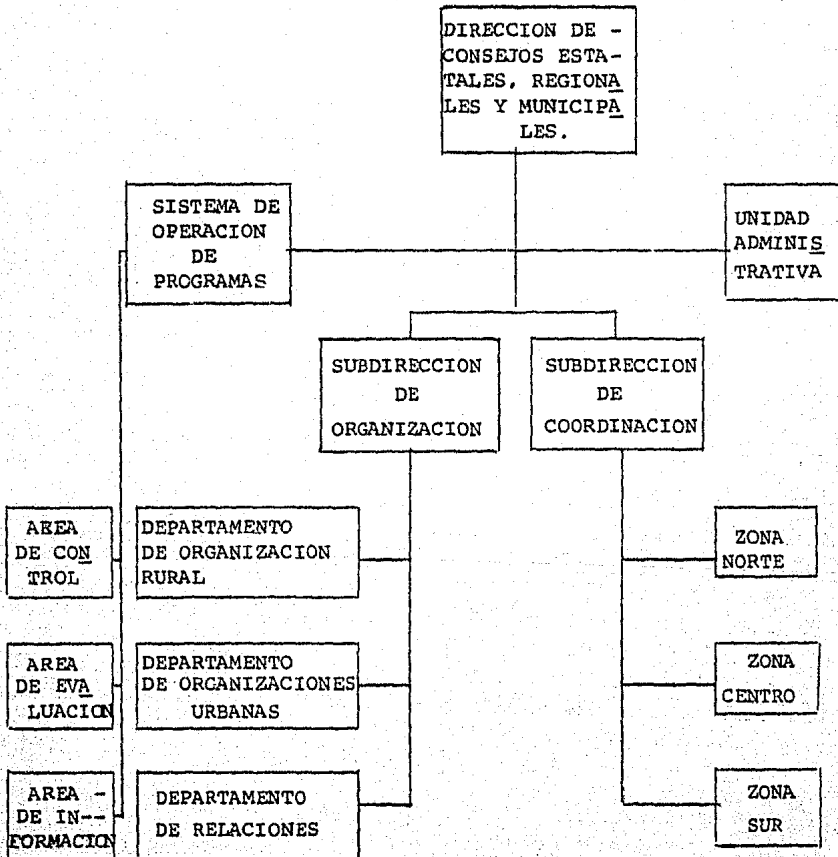 DIRECCION DE -
CONSEJOS ESTA-
TALES, REGIONA
LES Y MUNICIPA
LES.
SISTEMA DE
OPERACION
DE
PROGRAMAS
UNIDAD
ADMINIS
TRATIVA
SUBDIRECCION
DE
ORGANIZACION
SUBDIRECCION
DE
COORDINACION
AREA
DE CON
TROL
DEPARTAMENTO
DE ORGANIZACION
RURAL
ZONA
NORTE
AREA
DE EVA
LUACION
DEPARTAMENTO
DE ORGANIZACIONES
URBANAS
ZONA
CENTRO
AREA -
DE IN--
FORMACION
DEPARTAMENTO
DE RELACIONES
ZONA
SUR